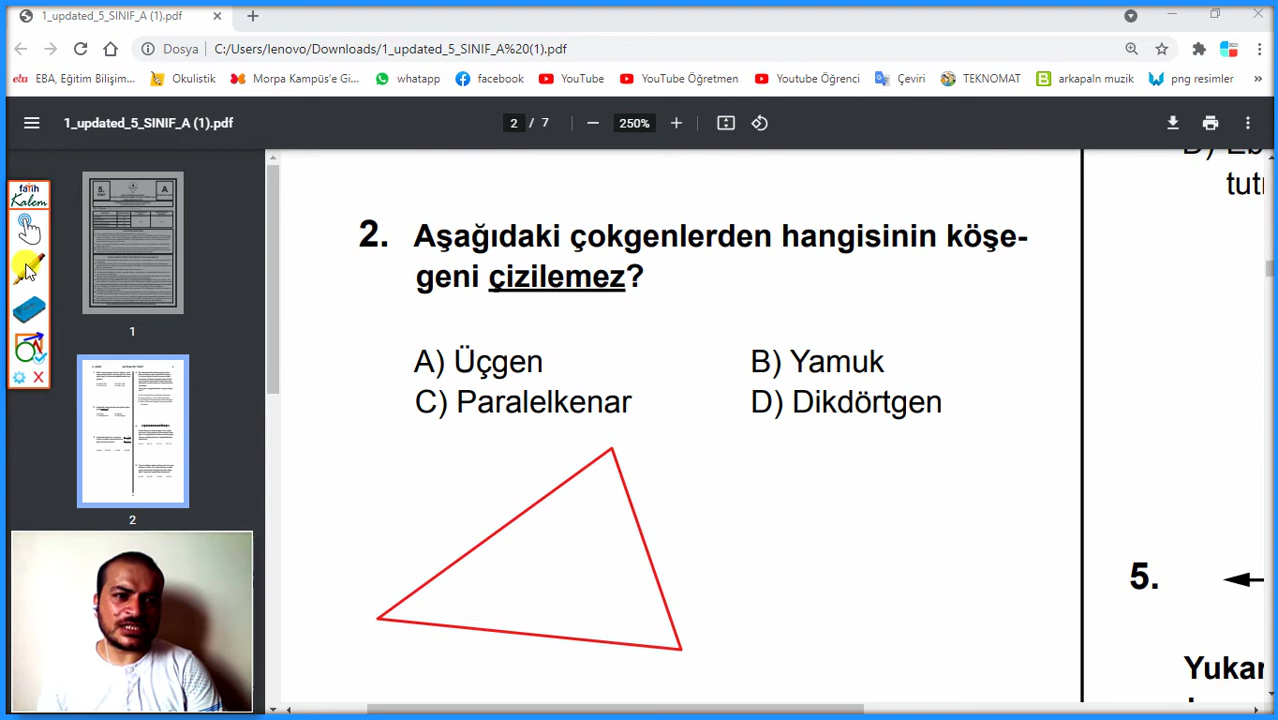 1_updated_5_SINIF_A (1).pdf
Dosya C:/Users/lenovo/Downloads/1_updated_5_SINIF_A%20(1).pdf
eba EBA, Eğitim Bilişim... Okulistik Morpa Kampüs'e Gi... whatapp facebook YouTube YouTube Öğretmen Youtube Öğrenci Çeviri TEKNOMAT arkapaln muzik png resimler »
1_updated_5_SINIF_A (1).pdf 2 / 7 250%
fatih
Kalem
5.
A
1
2
2. Aşağıdaki çokgenlerden hangisinin köşe-
geni çizilemez?
A) Üçgen B) Yamuk
C) Paralelkenar D) Dikdörtgen
5.